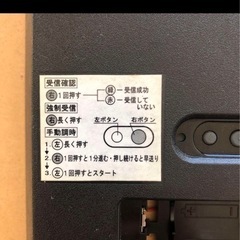 受信確認
右 1回押す
緑 →受信成功
赤 →受信していない
強制受信
右 長く押す
左ボタン 右ボタン
手動調時
1. 左 長く押す
2. 右 1回押すと1分進む・押し続けると早送り
3. 左 1回押すとスタート